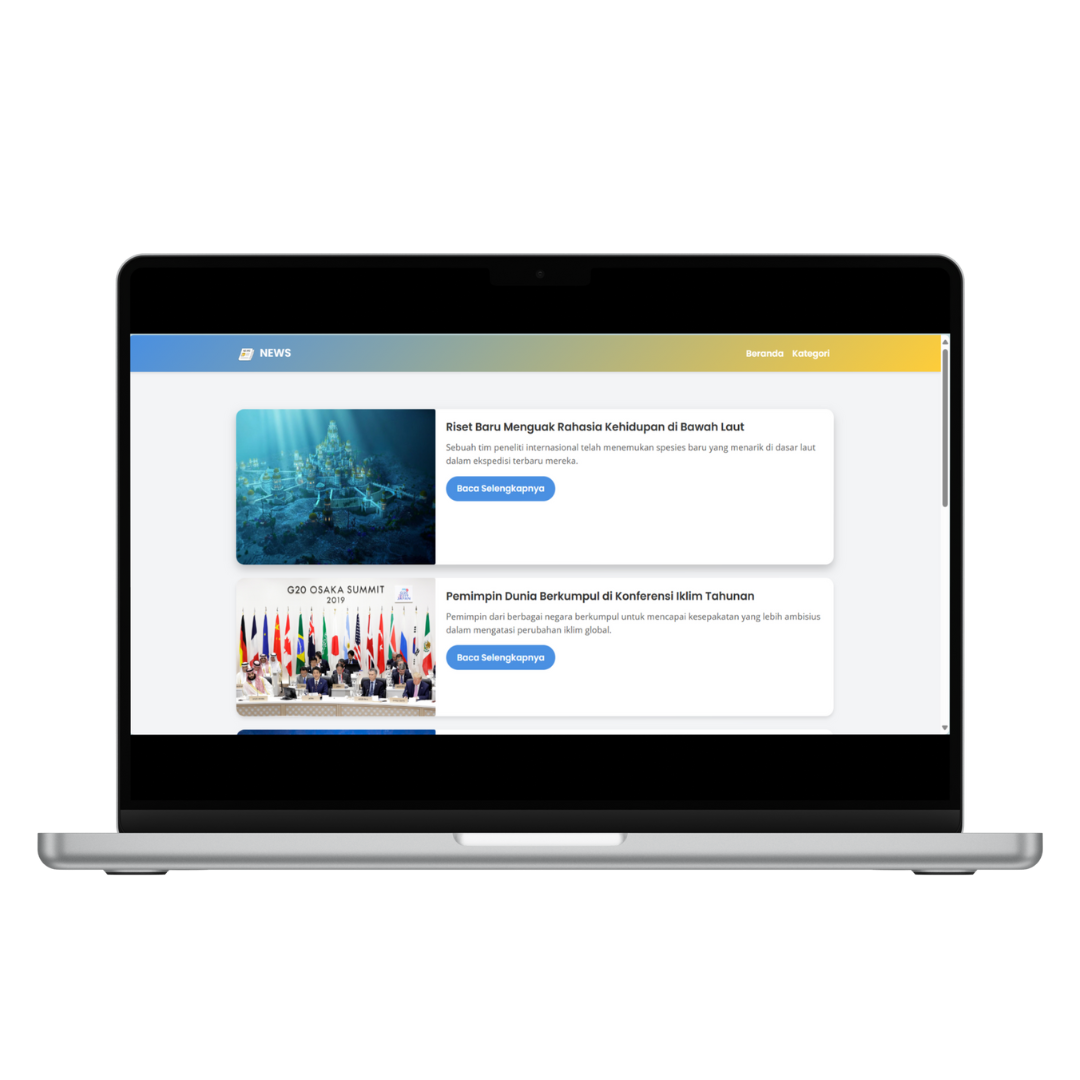 NEWS
Beranda Kategori
Riset Baru Menguak Rahasia Kehidupan di Bawah Laut
Sebuah tim peneliti internasional telah menemukan spesies baru yang menarik di dasar laut
dalam ekspedisi terbaru mereka.
Baca Selengkapnya
G20 OSAKA SUMMIT
2019
Pemimpin Dunia Berkumpul di Konferensi Iklim Tahunan
Pemimpin dari berbagai negara berkumpul untuk mencapai kesepakatan yang lebih ambisius
dalam mengatasi perubahan iklim global.
Baca Selengkapnya